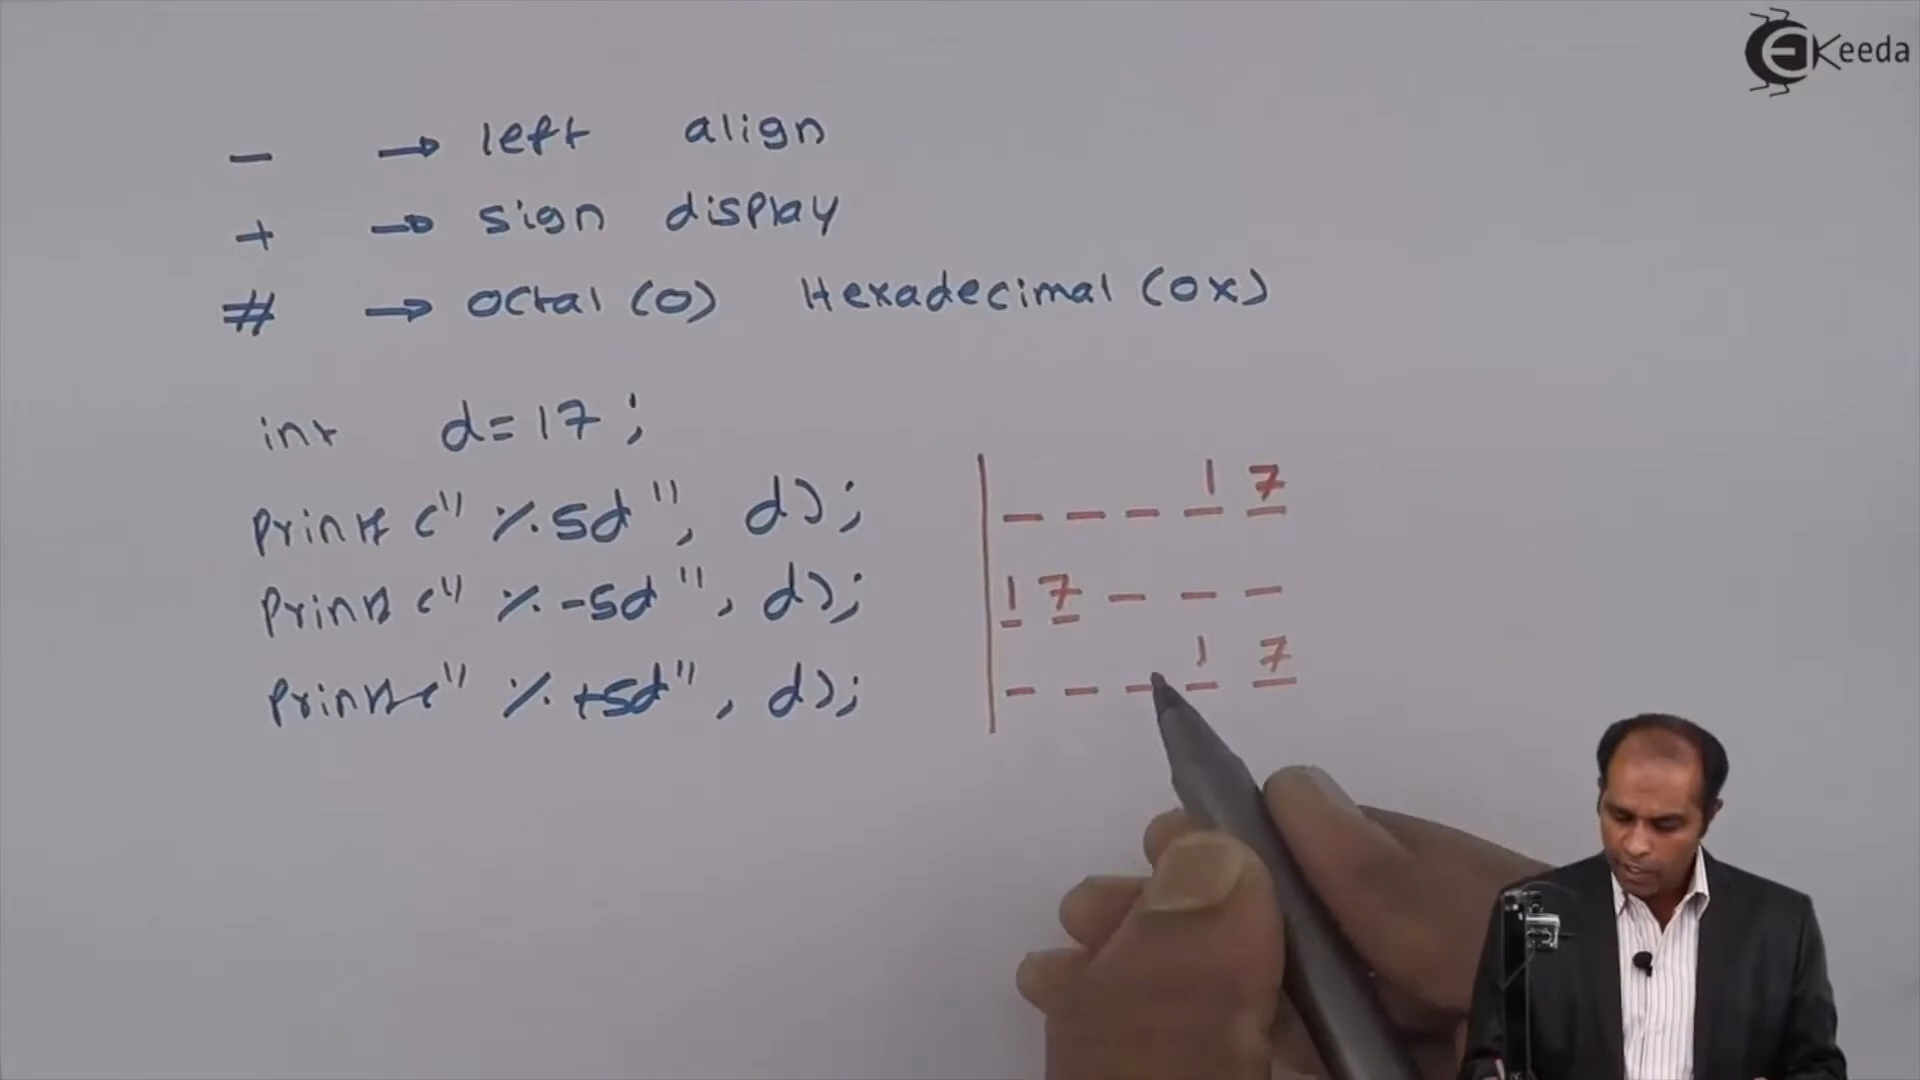 EKeeda
- → left align
+ → sign display
# → octal (0) Hexadecimal (0x)
int d=17;
printf (" %5d", d); _ _ _ 1 7
printf (" %-5d", d); 1 7 _ _ _
printf (" %+5d", d); _ _ _ 1 7